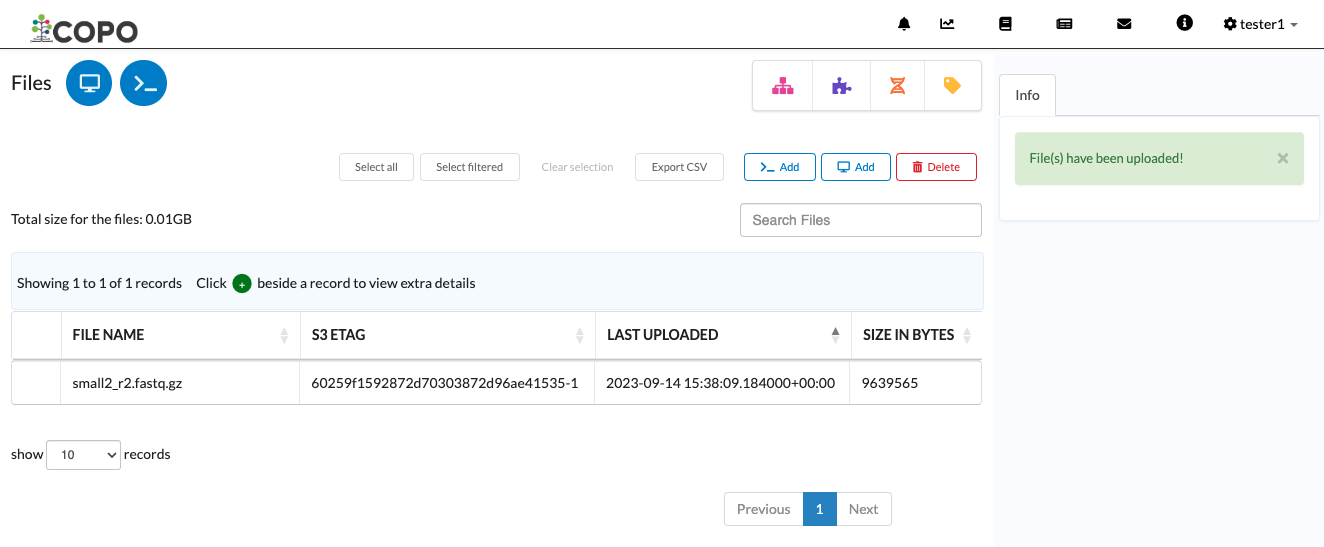 COPO
tester1
Files
Info
File(s) have been uploaded! ×
Select all Select filtered Clear selection Export CSV Add Add Delete
Total size for the files: 0.01GB
Search Files
Showing 1 to 1 of 1 records Click + beside a record to view extra details
FILE NAME S3 ETAG LAST UPLOADED SIZE IN BYTES
small2_r2.fastq.gz 60259f1592872d70303872d96ae41535-1 2023-09-14 15:38:09.184000+00:00 9639565
show 10 records
Previous 1 Next